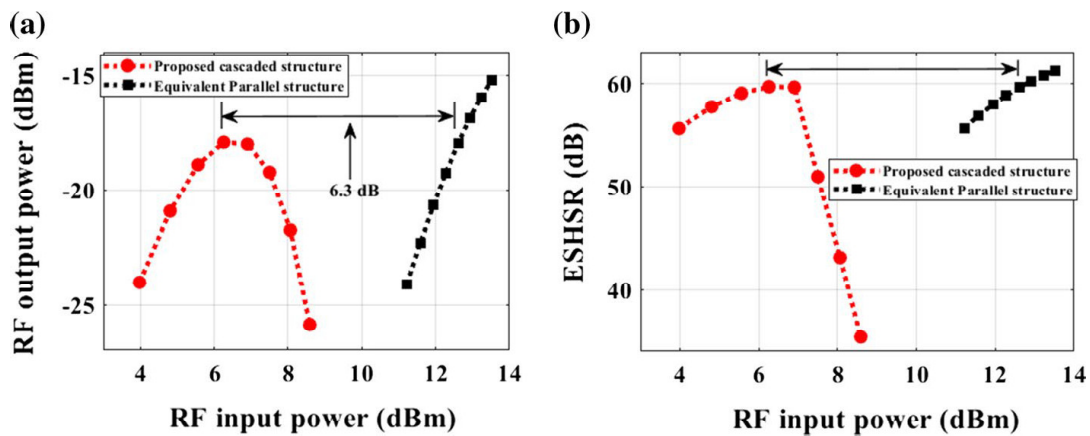 (a)
RF output power (dBm)
-15
-20
-25
Proposed cascaded structure
Equivalent Parallel structure
6.3 dB
4 6 8 10 12 14
RF input power (dBm)
(b)
ESHSR (dB)
60
50
40
Proposed cascaded structure
Equivalent Parallel structure
4 6 8 10 12 14
RF input power (dBm)